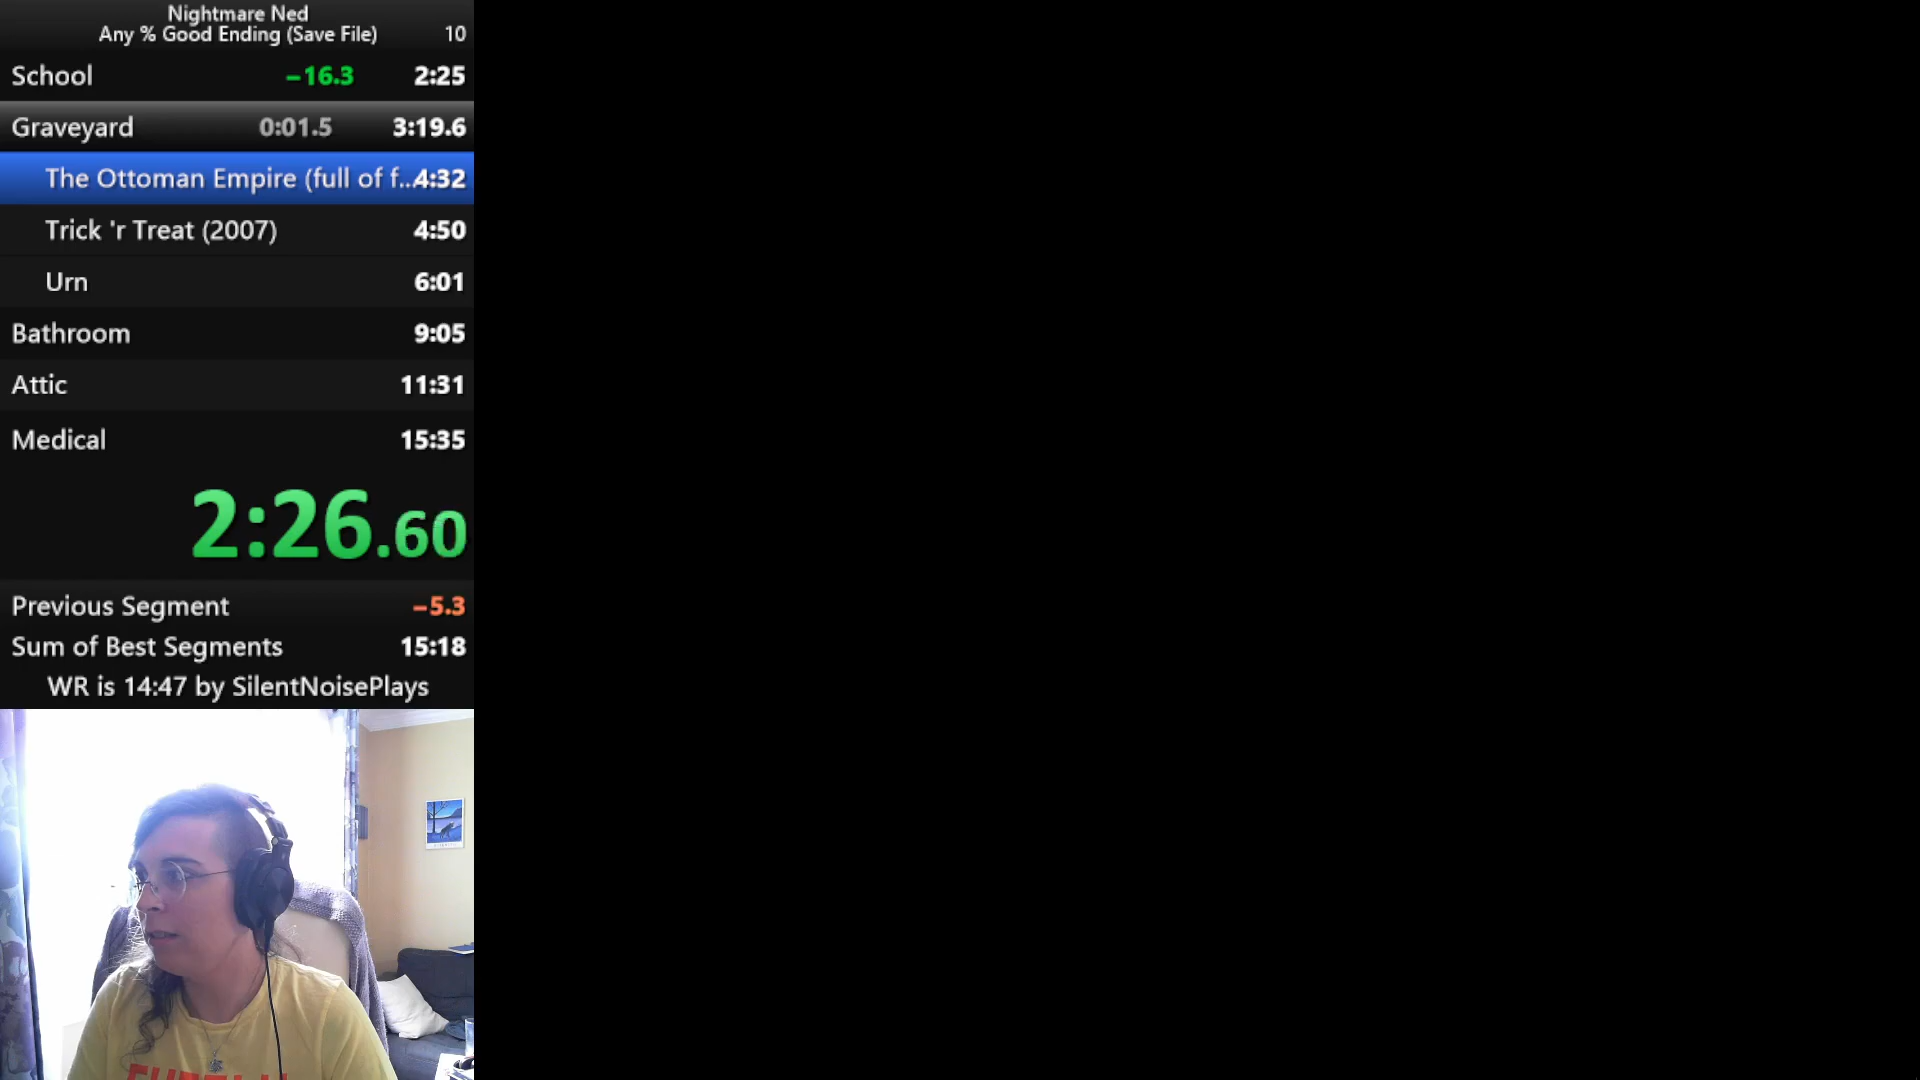 Nightmare Ned
Any % Good Ending (Save File) 10
School −16.3 2:25
Graveyard 0:01.5 3:19.6
The Ottoman Empire (full of f... 4:32
Trick 'r Treat (2007) 4:50
Urn 6:01
Bathroom 9:05
Attic 11:31
Medical 15:35
2:26.60
Previous Segment −5.3
Sum of Best Segments 15:18
WR is 14:47 by SilentNoisePlays